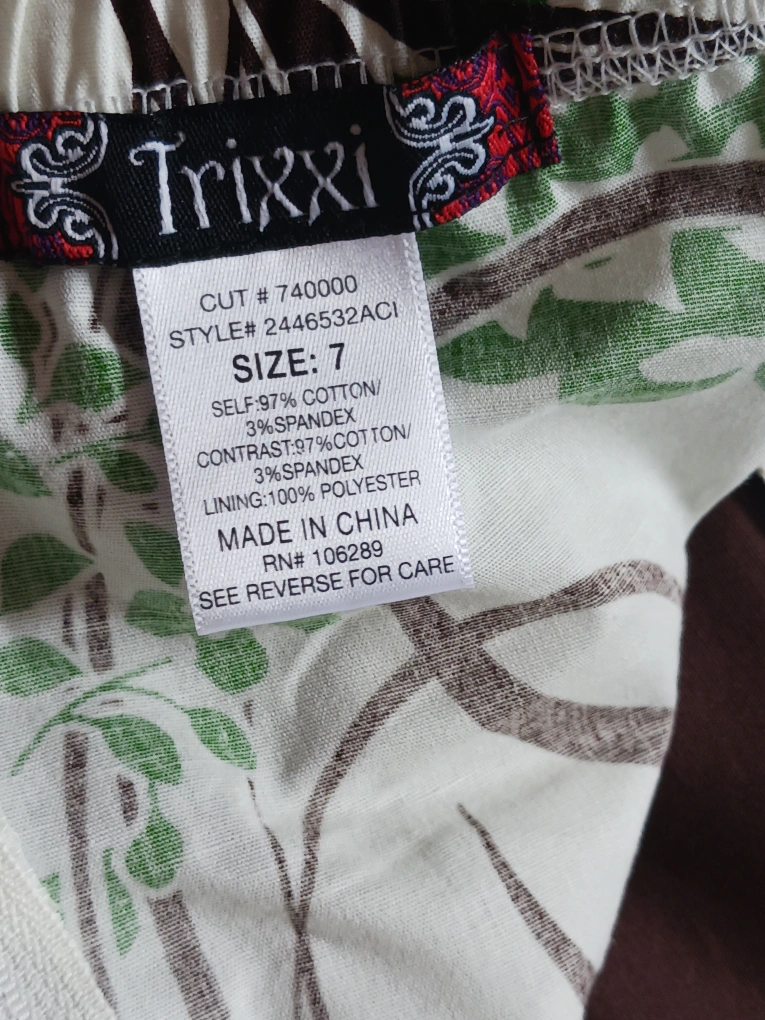 Trixxi
CUT # 740000
STYLE# 2446532ACI
SIZE: 7
SELF:97% COTTON/
3%SPANDEX
CONTRAST:97%COTTON/
3%SPANDEX
LINING:100% POLYESTER
MADE IN CHINA
RN# 106289
SEE REVERSE FOR CARE